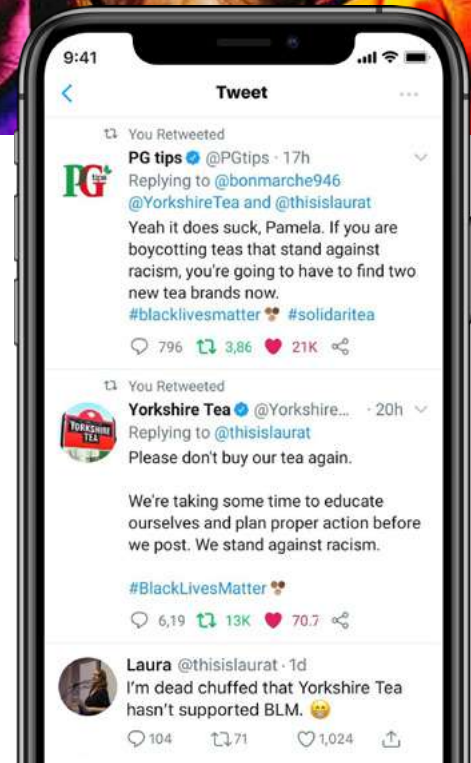 9:41
Tweet
You Retweeted
PG tips @PGtips · 17h
PG tips
Replying to @bonmarche946
@YorkshireTea and @thisislaurat
Yeah it does suck, Pamela. If you are
boycotting teas that stand against
racism, you're going to have to find two
new tea brands now.
#blacklivesmatter #solidaritea
796 3,86 21K
You Retweeted
Yorkshire Tea @Yorkshire... · 20h
YORKSHIRE
TEA
Replying to @thisislaurat
Please don't buy our tea again.
We're taking some time to educate
ourselves and plan proper action before
we post. We stand against racism.
#BlackLivesMatter
6,19 13K 70.7
Laura @thisislaurat · 1d
I'm dead chuffed that Yorkshire Tea
hasn't supported BLM. 😁
104 71 1,024